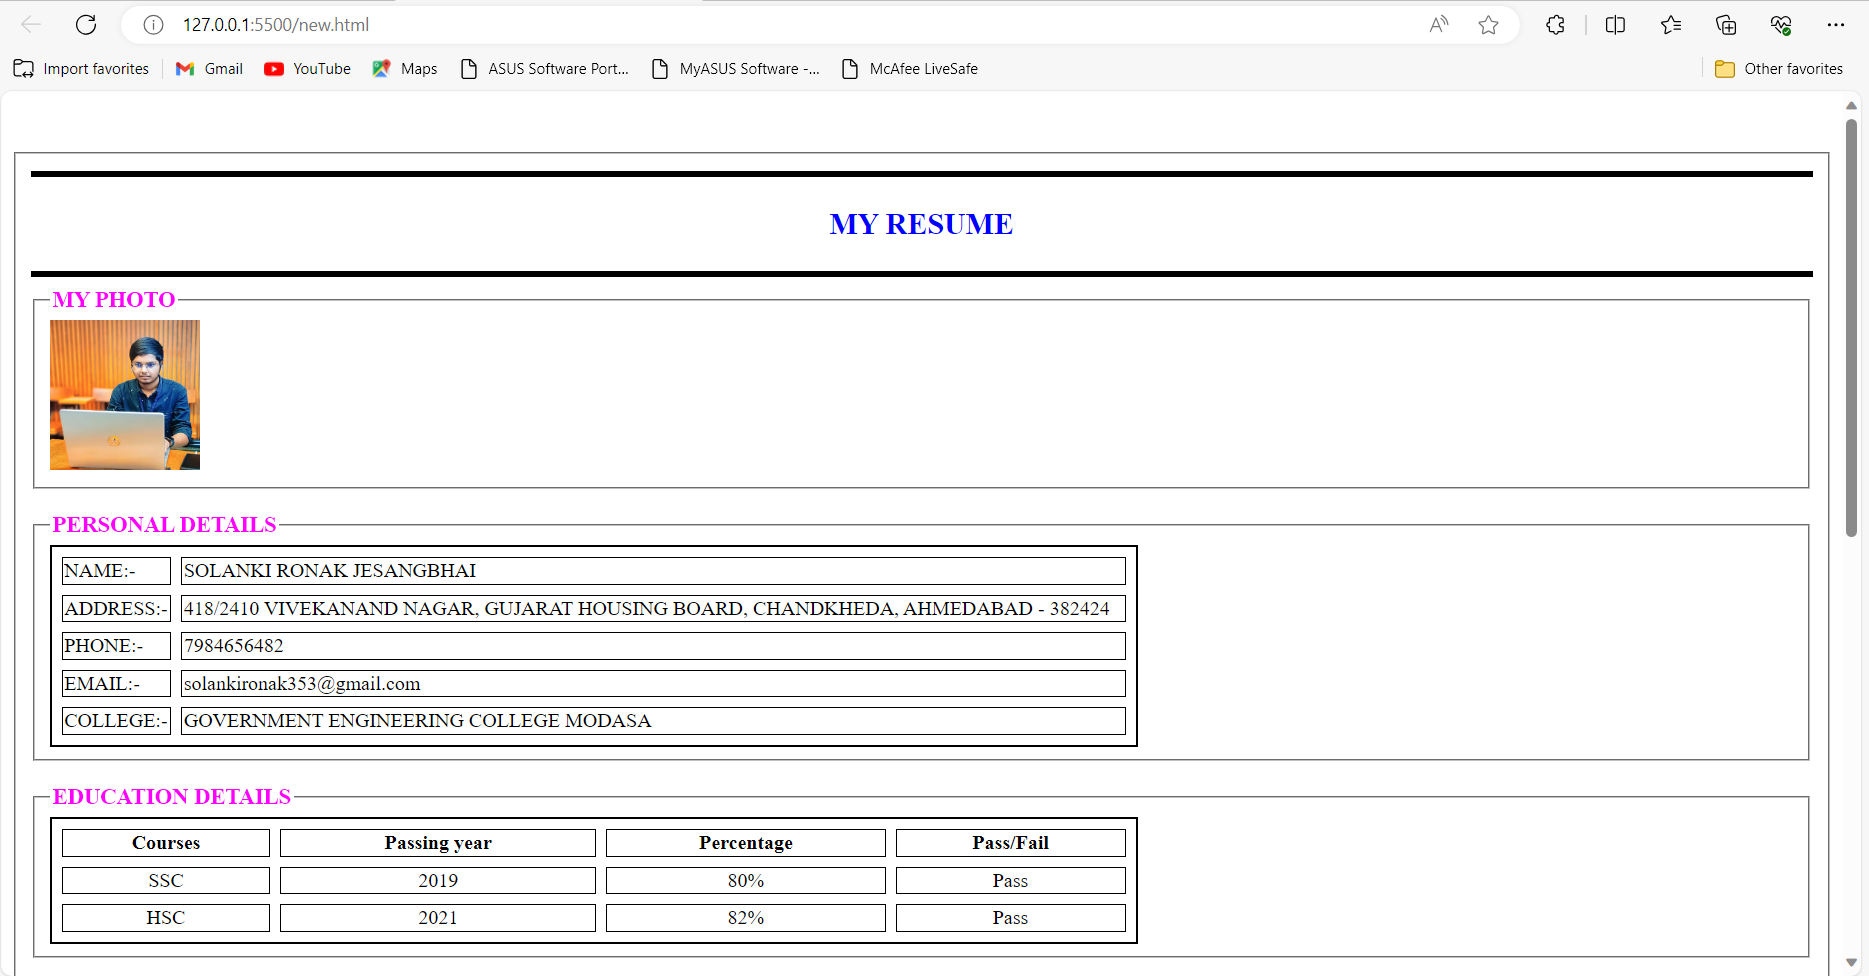 127.0.0.1:5500/new.html
Import favorites Gmail YouTube Maps ASUS Software Port... MyASUS Software -... McAfee LiveSafe Other favorites
MY RESUME
MY PHOTO
PERSONAL DETAILS
NAME:- SOLANKI RONAK JESANGBHAI
ADDRESS:- 418/2410 VIVEKANAND NAGAR, GUJARAT HOUSING BOARD, CHANDKHEDA, AHMEDABAD - 382424
PHONE:- 7984656482
EMAIL:- solankironak353@gmail.com
COLLEGE:- GOVERNMENT ENGINEERING COLLEGE MODASA
EDUCATION DETAILS
Courses Passing year Percentage Pass/Fail
SSC 2019 80% Pass
HSC 2021 82% Pass